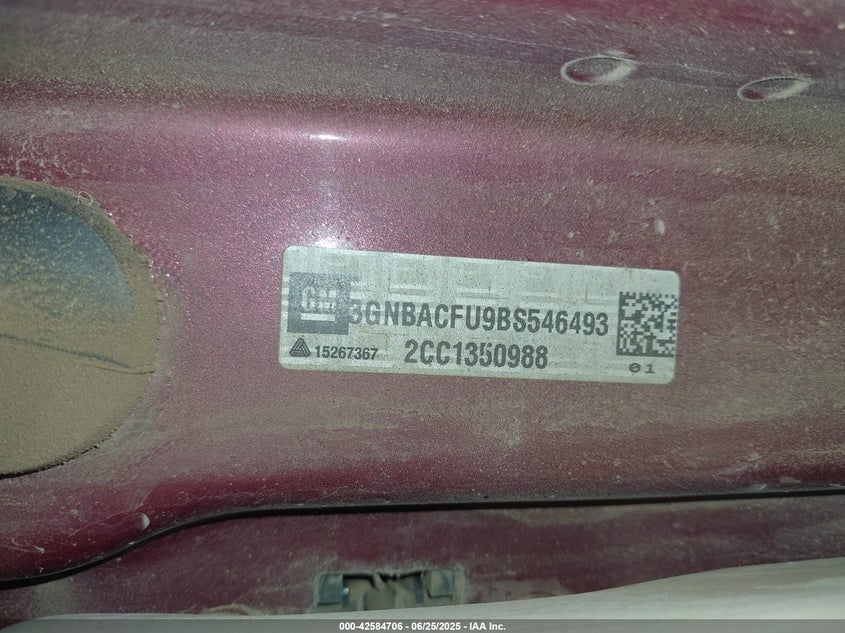 GM
3GNBACFU9BS546493
15267367
2CC1350988
01
000-42584706 - 06/25/2025 - IAA Inc.